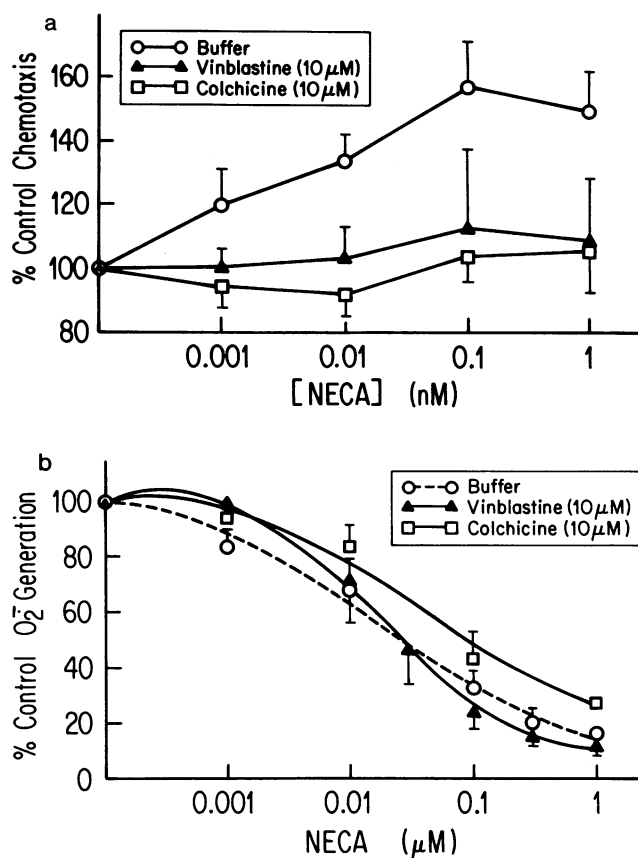 a
Buffer
Vinblastine (10μM)
Colchicine (10μM)
% Control Chemotaxis
160
140
120
100
80
0.001
0.01
0.1
1
[NECA] (nM)
b
Buffer
Vinblastine (10μM)
Colchicine (10μM)
% Control O₂⁻ Generation
100
80
60
40
20
0
0.001
0.01
0.1
1
NECA (μM)